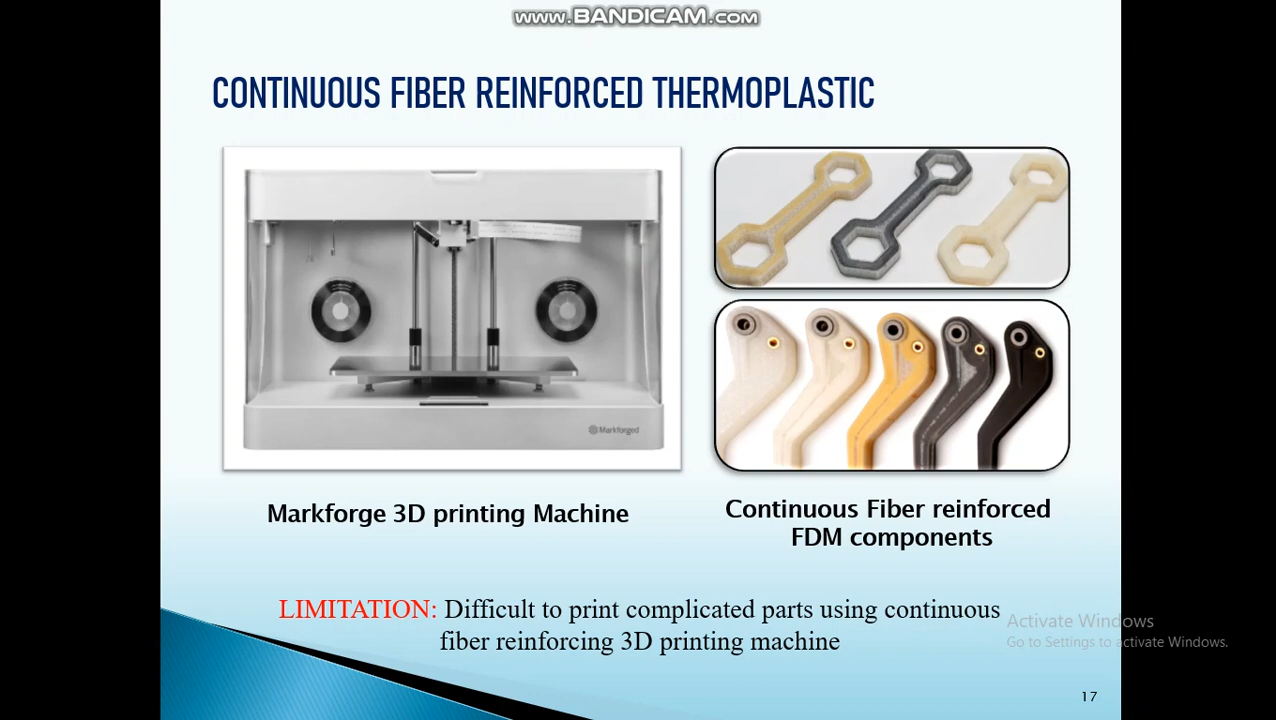 www.BANDICAM.com
CONTINUOUS FIBER REINFORCED THERMOPLASTIC
Markforged
Markforge 3D printing Machine
Continuous Fiber reinforced
FDM components
LIMITATION: Difficult to print complicated parts using continuous
fiber reinforcing 3D printing machine
Activate Windows
Go to Settings to activate Windows.
17